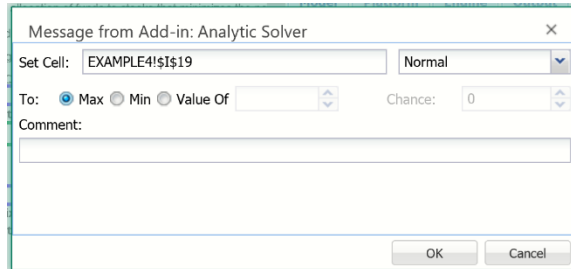 Message from Add-in: Analytic Solver
Set Cell: EXAMPLE4!$I$19 Normal
To: Max Min Value Of Chance: 0
Comment:
OK Cancel